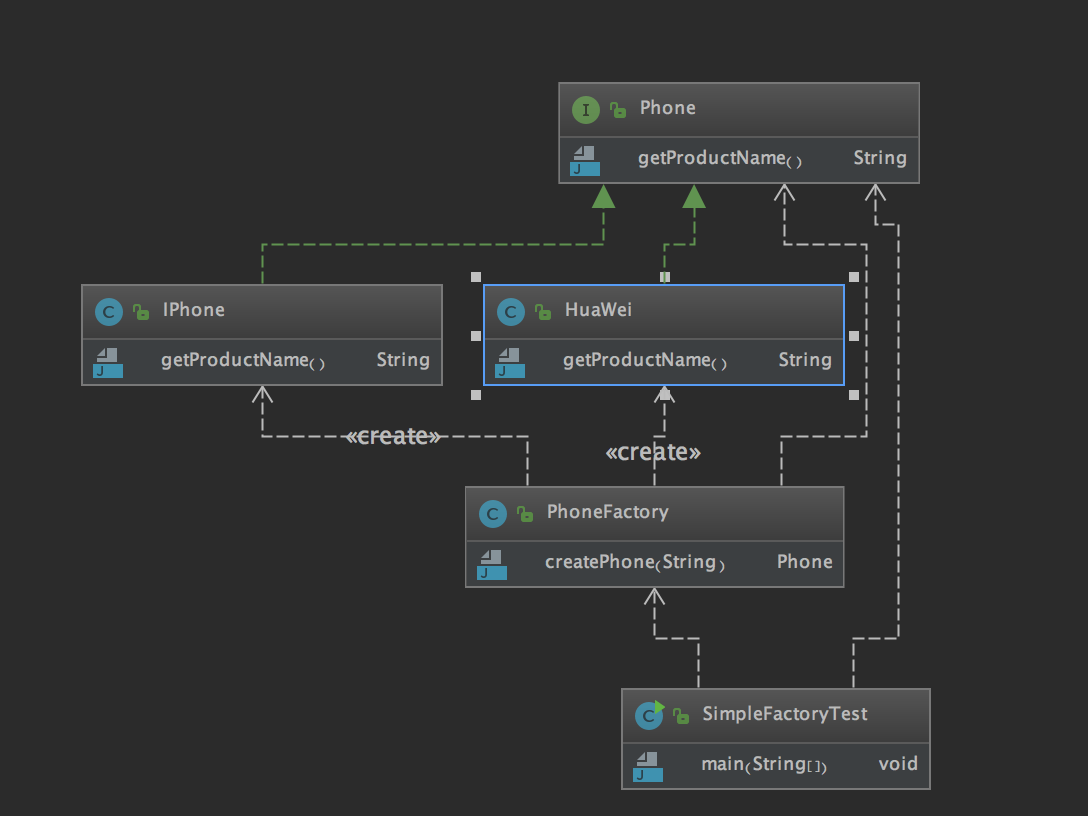 I Phone
getProductName() String
C IPhone
J getProductName() String
C HuaWei
J getProductName() String
«create»
«create»
C PhoneFactory
J createPhone(String) Phone
C SimpleFactoryTest
J main(String[]) void